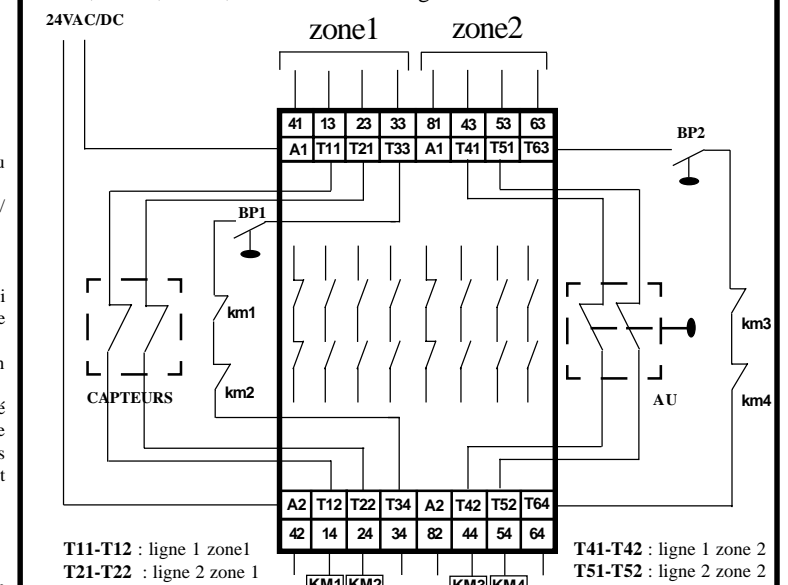 24VAC/DC
zone1 zone2
41 13 23 33 81 43 53 63
A1 T11 T21 T33 A1 T41 T51 T63
BP2
BP1
km1
km2
CAPTEURS
km3
km4
AU
A2 T12 T22 T34 A2 T42 T52 T64
42 14 24 34 82 44 54 64
T11-T12 : ligne 1 zone1
T21-T22 : ligne 2 zone 1
T41-T42 : ligne 1 zone 2
T51-T52 : ligne 2 zone 2
KM1 KM2 KM3 KM4